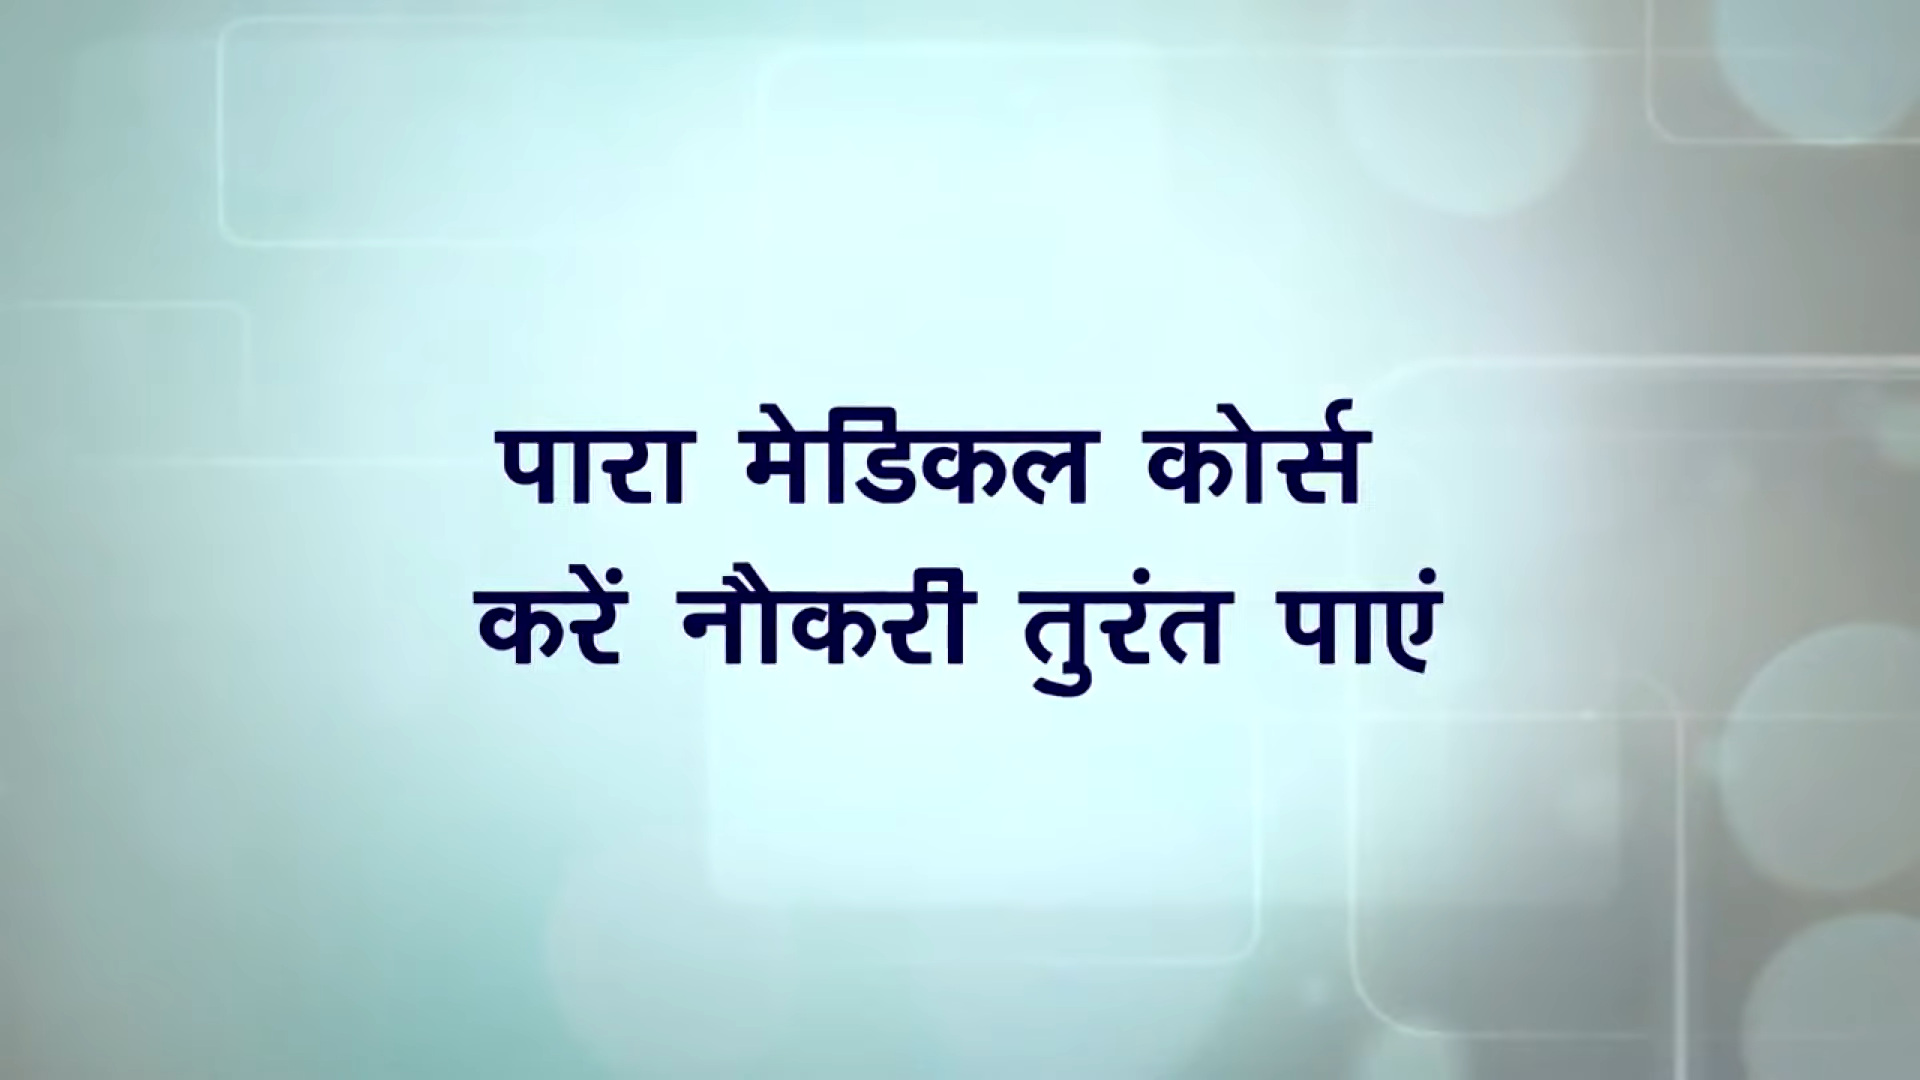 पारा मेडिकल कोर्स
करें नौकरी तुरंत पाएं